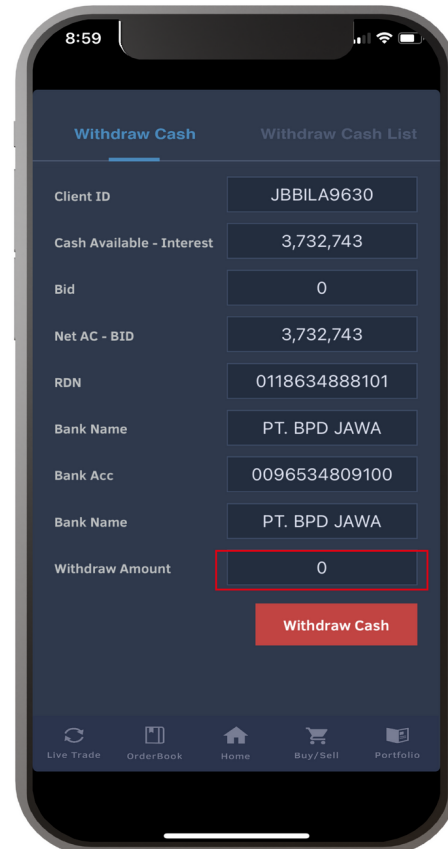 8:59
Withdraw Cash Withdraw Cash List
Client ID JBBILA9630
Cash Available - Interest 3,732,743
Bid 0
Net AC - BID 3,732,743
RDN 0118634888101
Bank Name PT. BPD JAWA
Bank Acc 0096534809100
Bank Name PT. BPD JAWA
Withdraw Amount 0
Withdraw Cash
Live Trade OrderBook Home Buy/Sell Portfolio